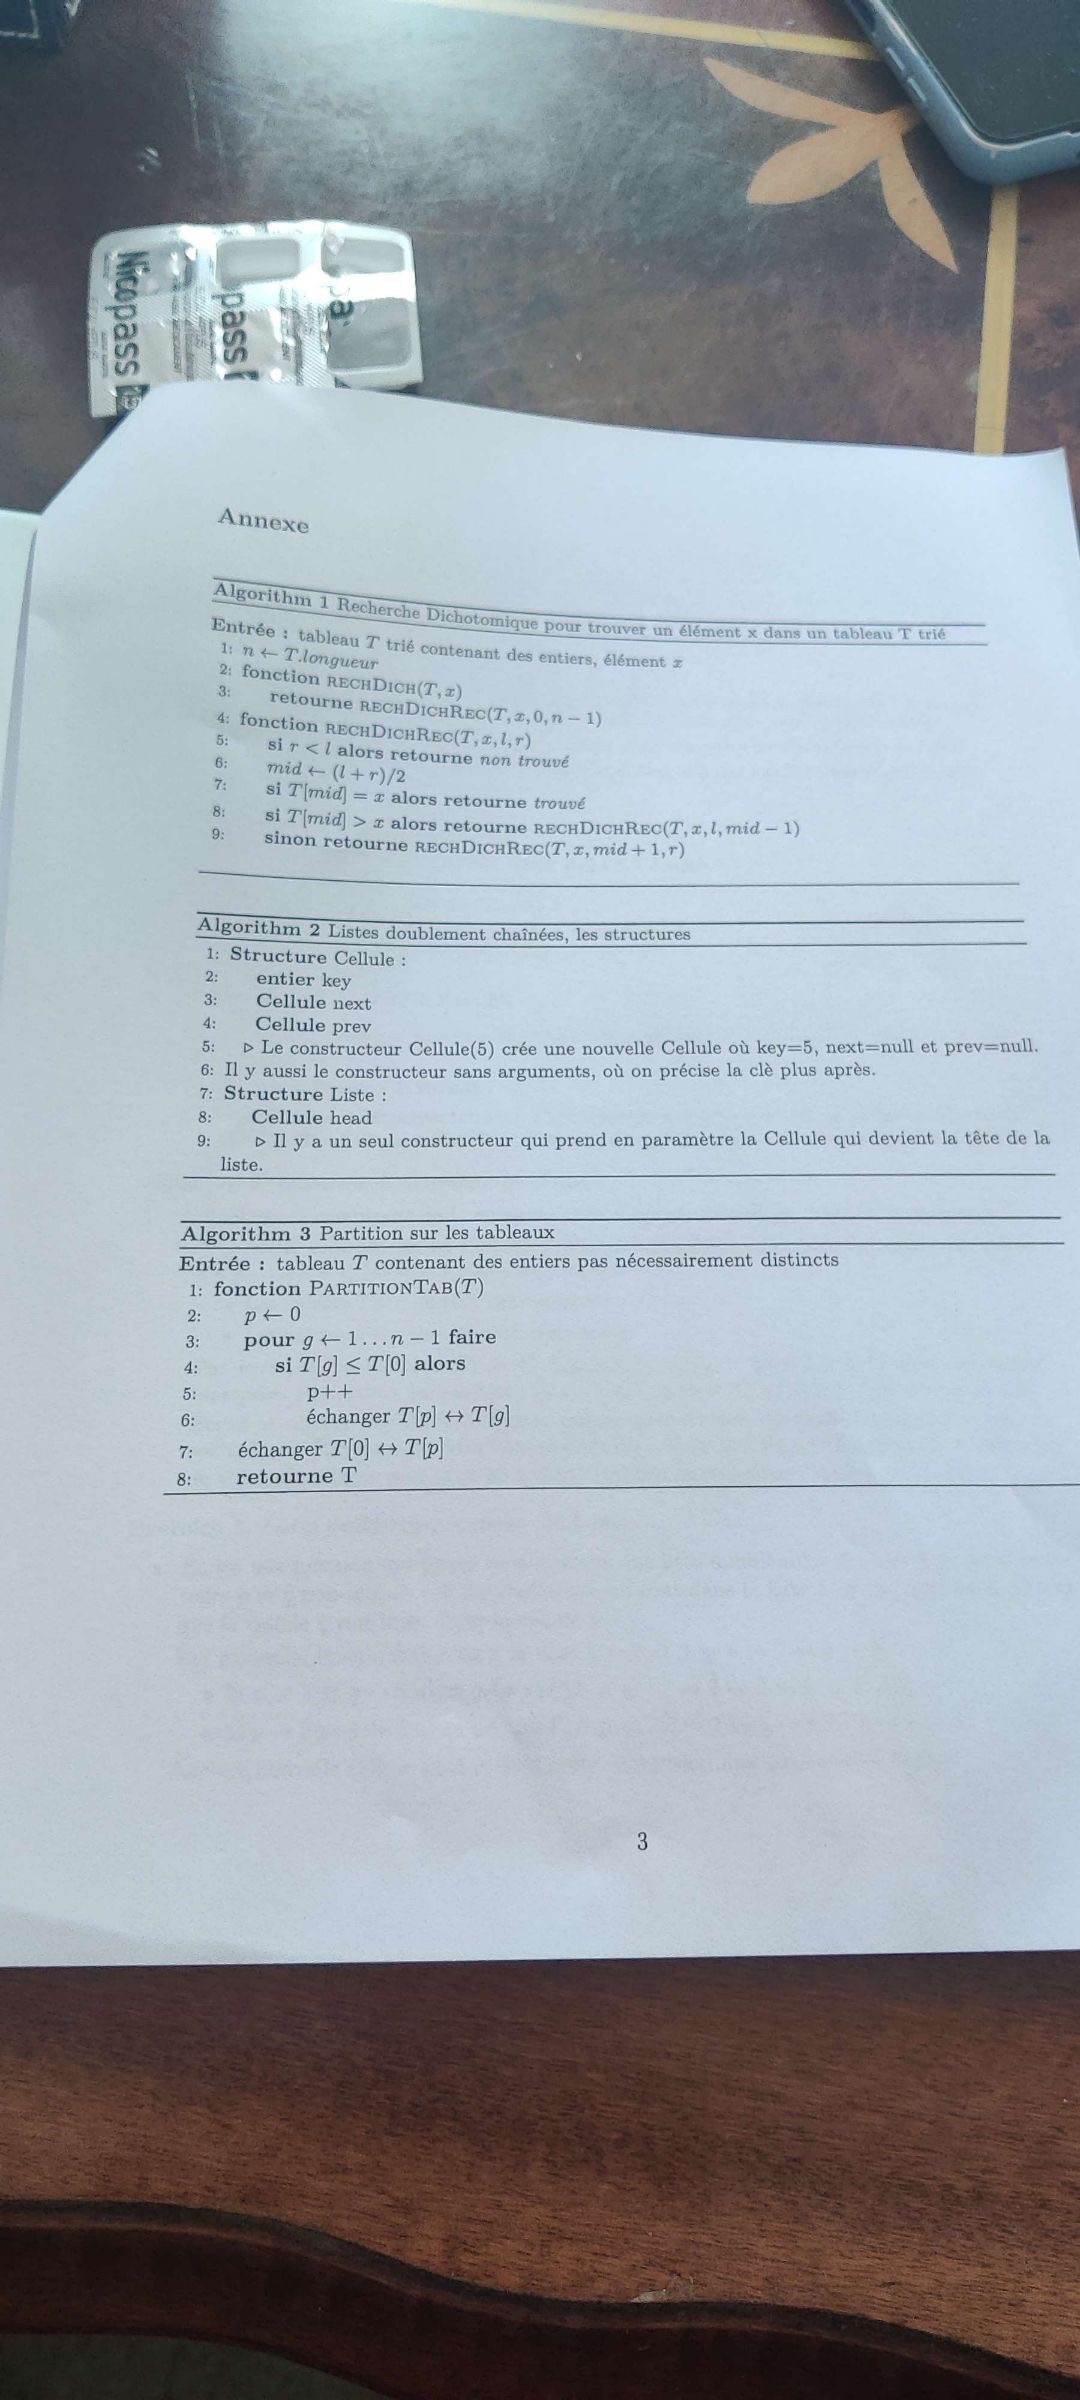 Nicopass
pass
pa
Annexe
Algorithm 1 Recherche Dichotomique pour trouver un élément x dans un tableau T trié
Entrée : tableau T trié contenant des entiers, élément x
1: n ← T.longueur
2: fonction RECHDICH(T, x)
3: retourne RECHDICHREC(T, x, 0, n − 1)
4: fonction RECHDICHREC(T, x, l, r)
5: si r < l alors retourne non trouvé
6: mid ← (l + r)/2
7: si T[mid] = x alors retourne trouvé
8: si T[mid] > x alors retourne RECHDICHREC(T, x, l, mid − 1)
9: sinon retourne RECHDICHREC(T, x, mid + 1, r)
Algorithm 2 Listes doublement chaînées, les structures
1: Structure Cellule :
2: entier key
3: Cellule next
4: Cellule prev
5: ▷ Le constructeur Cellule(5) crée une nouvelle Cellule où key=5, next=null et prev=null.
6: Il y aussi le constructeur sans arguments, où on précise la clè plus après.
7: Structure Liste :
8: Cellule head
9: ▷ Il y a un seul constructeur qui prend en paramètre la Cellule qui devient la tête de la
liste.
Algorithm 3 Partition sur les tableaux
Entrée : tableau T contenant des entiers pas nécessairement distincts
1: fonction PARTITIONTAB(T)
2: p ← 0
3: pour g ← 1...n − 1 faire
4: si T[g] ≤ T[0] alors
5: p++
6: échanger T[p] ↔ T[g]
7: échanger T[0] ↔ T[p]
8: retourne T
3